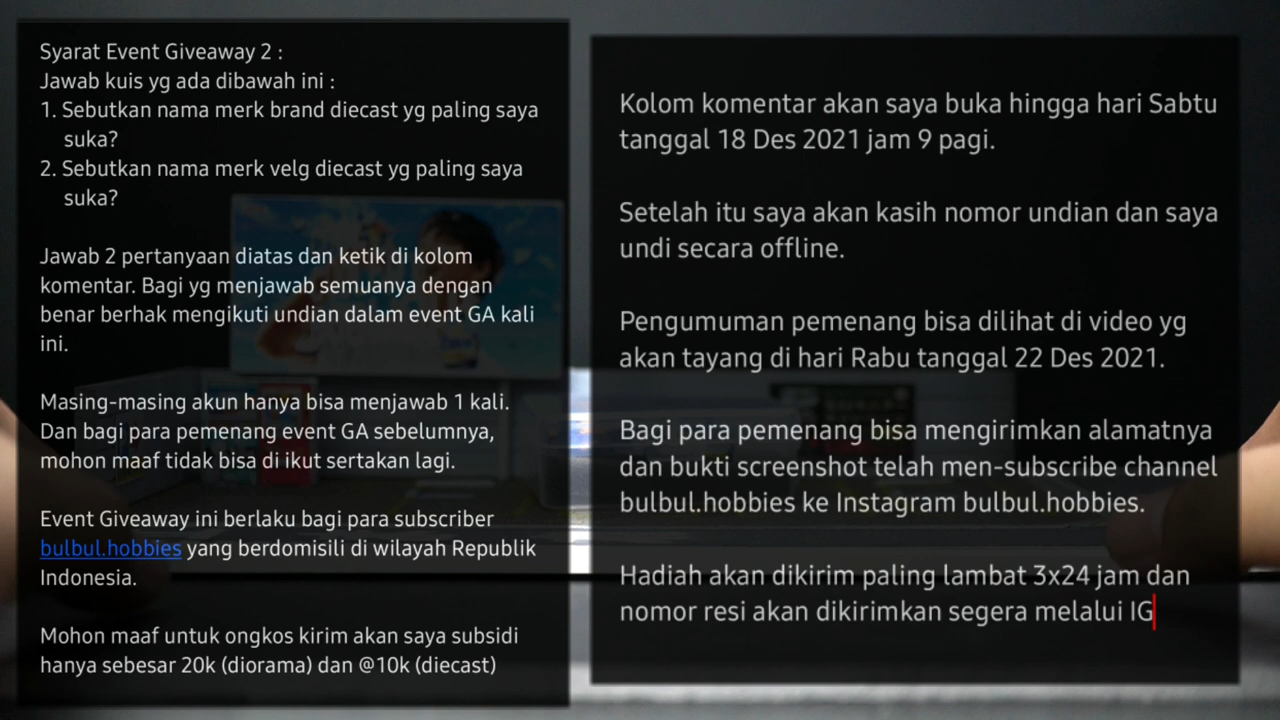 Syarat Event Giveaway 2 :
Jawab kuis yg ada dibawah ini :
1. Sebutkan nama merk brand diecast yg paling saya
suka?
2. Sebutkan nama merk velg diecast yg paling saya
suka?
Jawab 2 pertanyaan diatas dan ketik di kolom
komentar. Bagi yg menjawab semuanya dengan
benar berhak mengikuti undian dalam event GA kali
ini.
Masing-masing akun hanya bisa menjawab 1 kali.
Dan bagi para pemenang event GA sebelumnya,
mohon maaf tidak bisa di ikut sertakan lagi.
Event Giveaway ini berlaku bagi para subscriber
bulbul.hobbies yang berdomisili di wilayah Republik
Indonesia.
Mohon maaf untuk ongkos kirim akan saya subsidi
hanya sebesar 20k (diorama) dan @10k (diecast)
Kolom komentar akan saya buka hingga hari Sabtu
tanggal 18 Des 2021 jam 9 pagi.
Setelah itu saya akan kasih nomor undian dan saya
undi secara offline.
Pengumuman pemenang bisa dilihat di video yg
akan tayang di hari Rabu tanggal 22 Des 2021.
Bagi para pemenang bisa mengirimkan alamatnya
dan bukti screenshot telah men-subscribe channel
bulbul.hobbies ke Instagram bulbul.hobbies.
Hadiah akan dikirim paling lambat 3x24 jam dan
nomor resi akan dikirimkan segera melalui IG